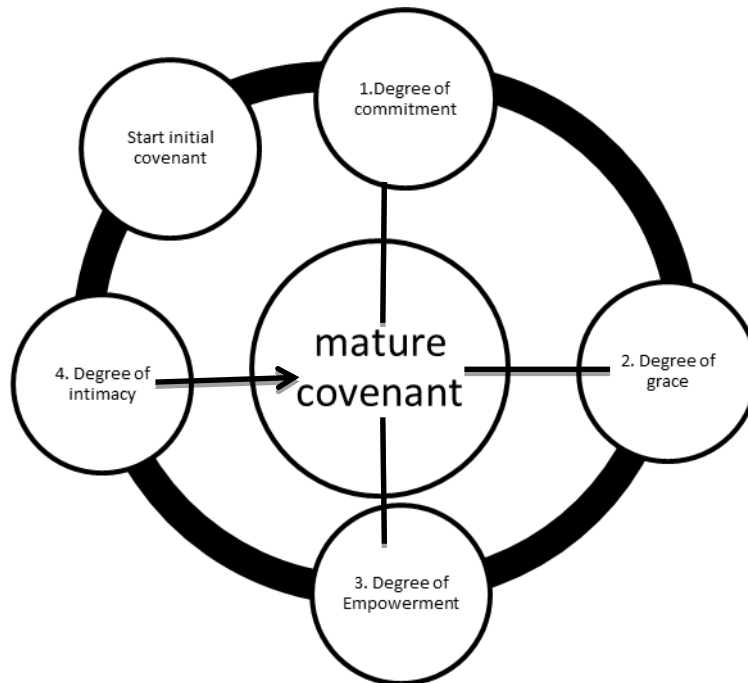 1.Degree of
commitment
Start initial
covenant
mature
covenant
2. Degree of
grace
4. Degree of
intimacy
3. Degree of
Empowerment